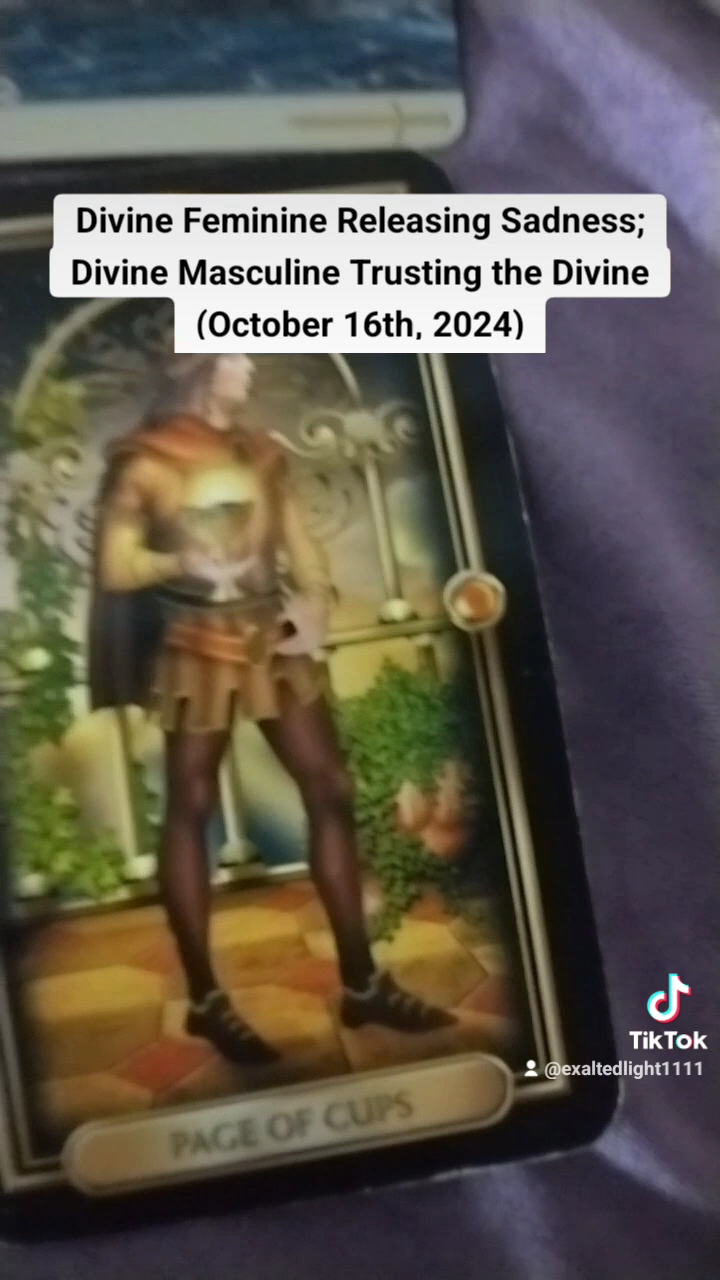 Divine Feminine Releasing Sadness;
Divine Masculine Trusting the Divine
(October 16th, 2024)
PAGE OF CUPS
TikTok
@exaltedlight1111